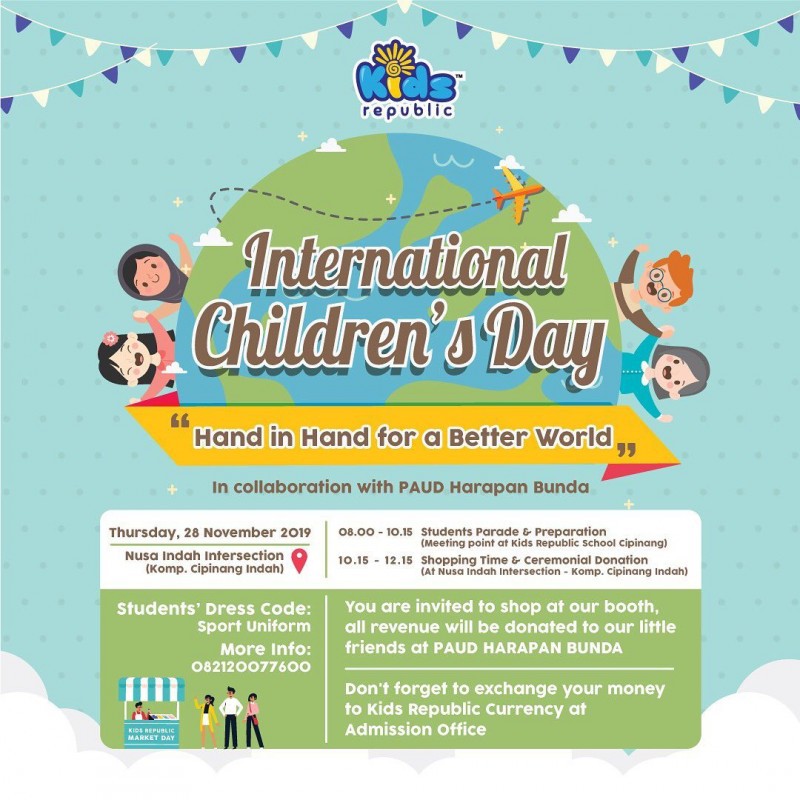 Kids™
republic
International
Children's Day
"Hand in Hand for a Better World"
In collaboration with PAUD Harapan Bunda
Thursday, 28 November 2019
Nusa Indah Intersection
(Komp. Cipinang Indah)
08.00 - 10.15 Students Parade & Preparation
(Meeting point at Kids Republic School Cipinang)
10.15 - 12.15 Shopping Time & Ceremonial Donation
(At Nusa Indah Intersection - Komp. Cipinang Indah)
Students' Dress Code:
Sport Uniform
More Info:
082120077600
You are invited to shop at our booth,
all revenue will be donated to our little
friends at PAUD HARAPAN BUNDA
Don't forget to exchange your money
to Kids Republic Currency at
Admission Office
KIDS REPUBLIC
MARKET DAY